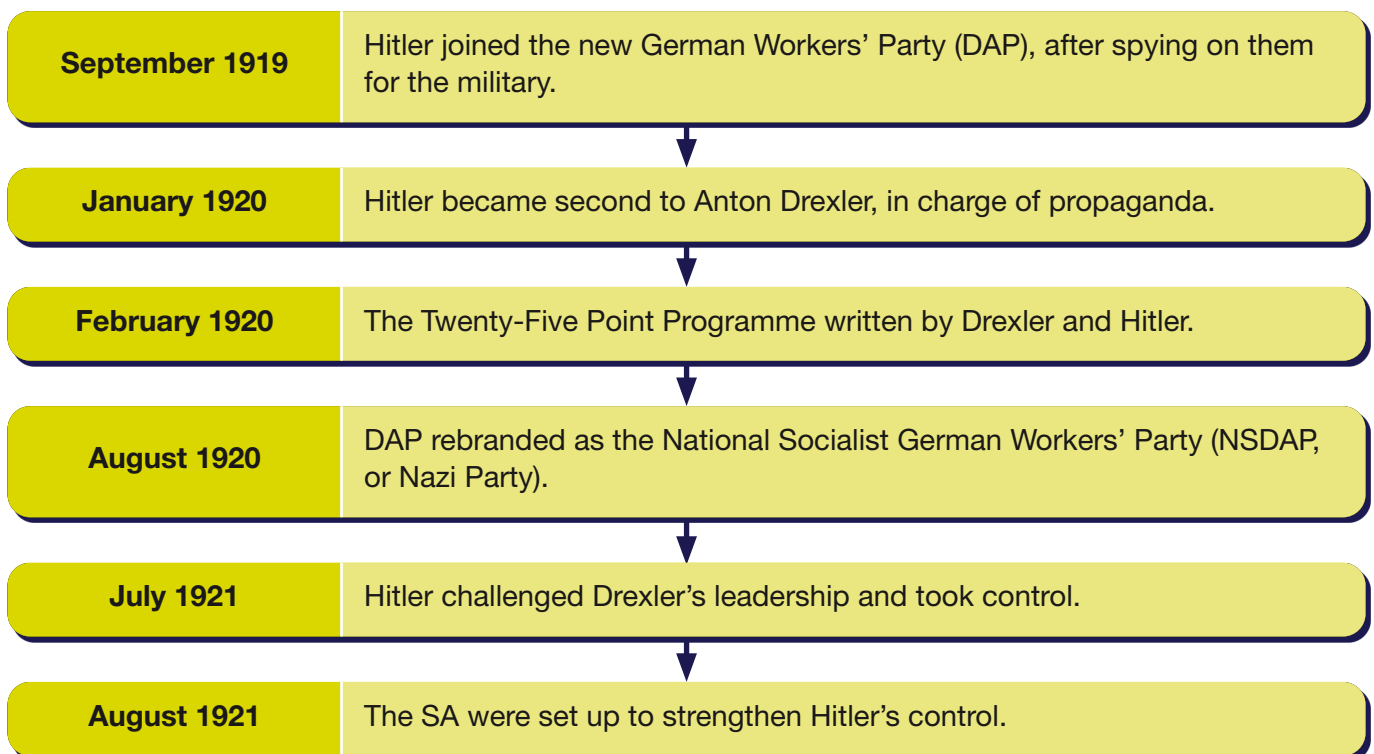 September 1919
Hitler joined the new German Workers’ Party (DAP), after spying on them
for the military.
January 1920
Hitler became second to Anton Drexler, in charge of propaganda.
February 1920
The Twenty-Five Point Programme written by Drexler and Hitler.
August 1920
DAP rebranded as the National Socialist German Workers’ Party (NSDAP,
or Nazi Party).
July 1921
Hitler challenged Drexler’s leadership and took control.
August 1921
The SA were set up to strengthen Hitler’s control.